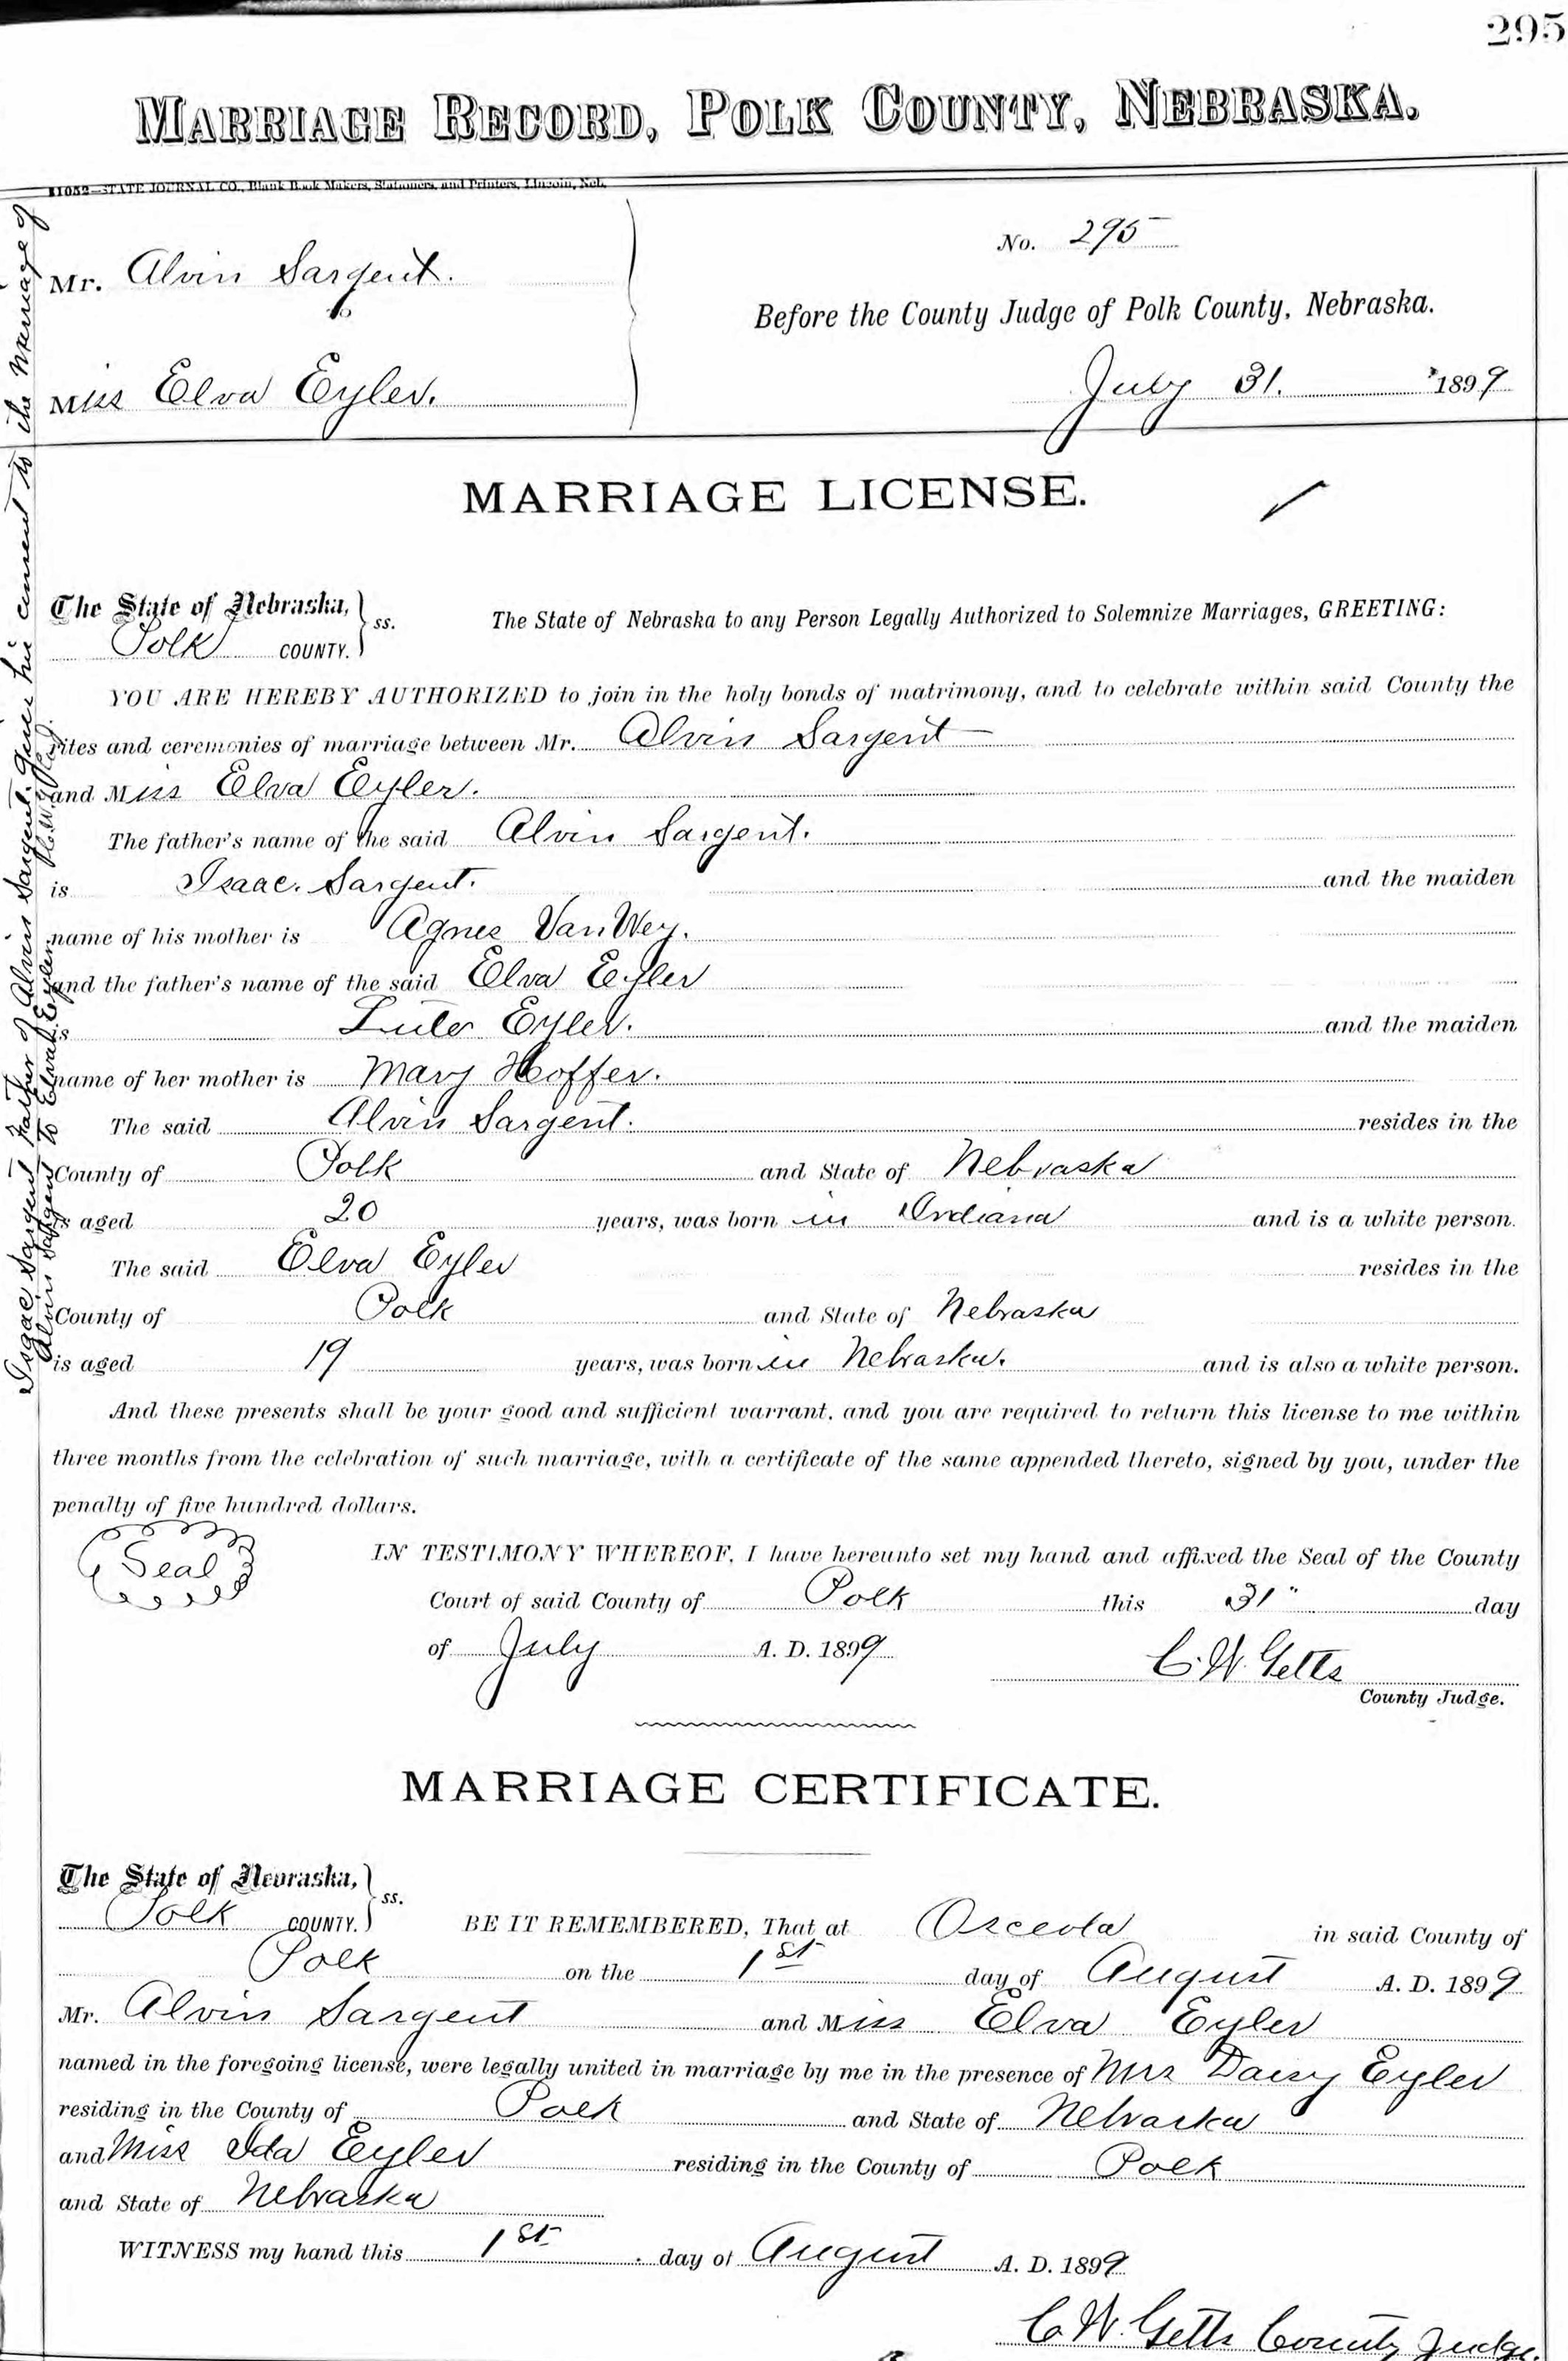 295
MARRIAGE RECORD, POLK COUNTY, NEBRASKA.
11052—STATE JOURNAL CO., Blank Book Makers, Stationers, and Printers, Lincoln, Neb.
Mr. Alvin Sargent.
to
Miss Elva Eyler.
No. 295
Before the County Judge of Polk County, Nebraska.
July 31. 1899
MARRIAGE LICENSE.
The State of Nebraska,
Polk COUNTY. ss.
The State of Nebraska to any Person Legally Authorized to Solemnize Marriages, GREETING:
YOU ARE HEREBY AUTHORIZED to join in the holy bonds of matrimony, and to celebrate within said County the
rites and ceremonies of marriage between Mr. Alvin Sargent
and Miss Elva Eyler.
The father's name of the said Alvin Sargent.
is Isaac. Sargent. and the maiden
name of his mother is Agnes VanWey.
and the father's name of the said Elva Eyler
is Luter Eyler. and the maiden
name of her mother is Mary Hoffer.
The said Alvin Sargent. resides in the
County of Polk and State of Nebraska
is aged 20 years, was born in Indiana and is a white person.
The said Elva Eyler resides in the
County of Polk and State of Nebraska
is aged 19 years, was born in Nebraska. and is also a white person.
And these presents shall be your good and sufficient warrant, and you are required to return this license to me within
three months from the celebration of such marriage, with a certificate of the same appended thereto, signed by you, under the
penalty of five hundred dollars.
Seal
IN TESTIMONY WHEREOF, I have hereunto set my hand and affixed the Seal of the County
Court of said County of Polk this 31" day
of July A. D. 1899
C. W. Getts
County Judge.
MARRIAGE CERTIFICATE.
The State of Nebraska,
Polk COUNTY. ss.
BE IT REMEMBERED, That at Osceola in said County of
Polk on the 1st day of August A. D. 1899
Mr. Alvin Sargent and Miss Elva Eyler
named in the foregoing license, were legally united in marriage by me in the presence of Mrs Daisy Eyler
residing in the County of Polk and State of Nebraska
and Miss Ida Eyler residing in the County of Polk
and State of Nebraska
WITNESS my hand this 1st day of August A. D. 1899
C. W. Getts County Judge.
Isaac Sargent Father of Alvin Sargent. gives his consent to the Marriage of
Alvin Sargent to Elva Eyler